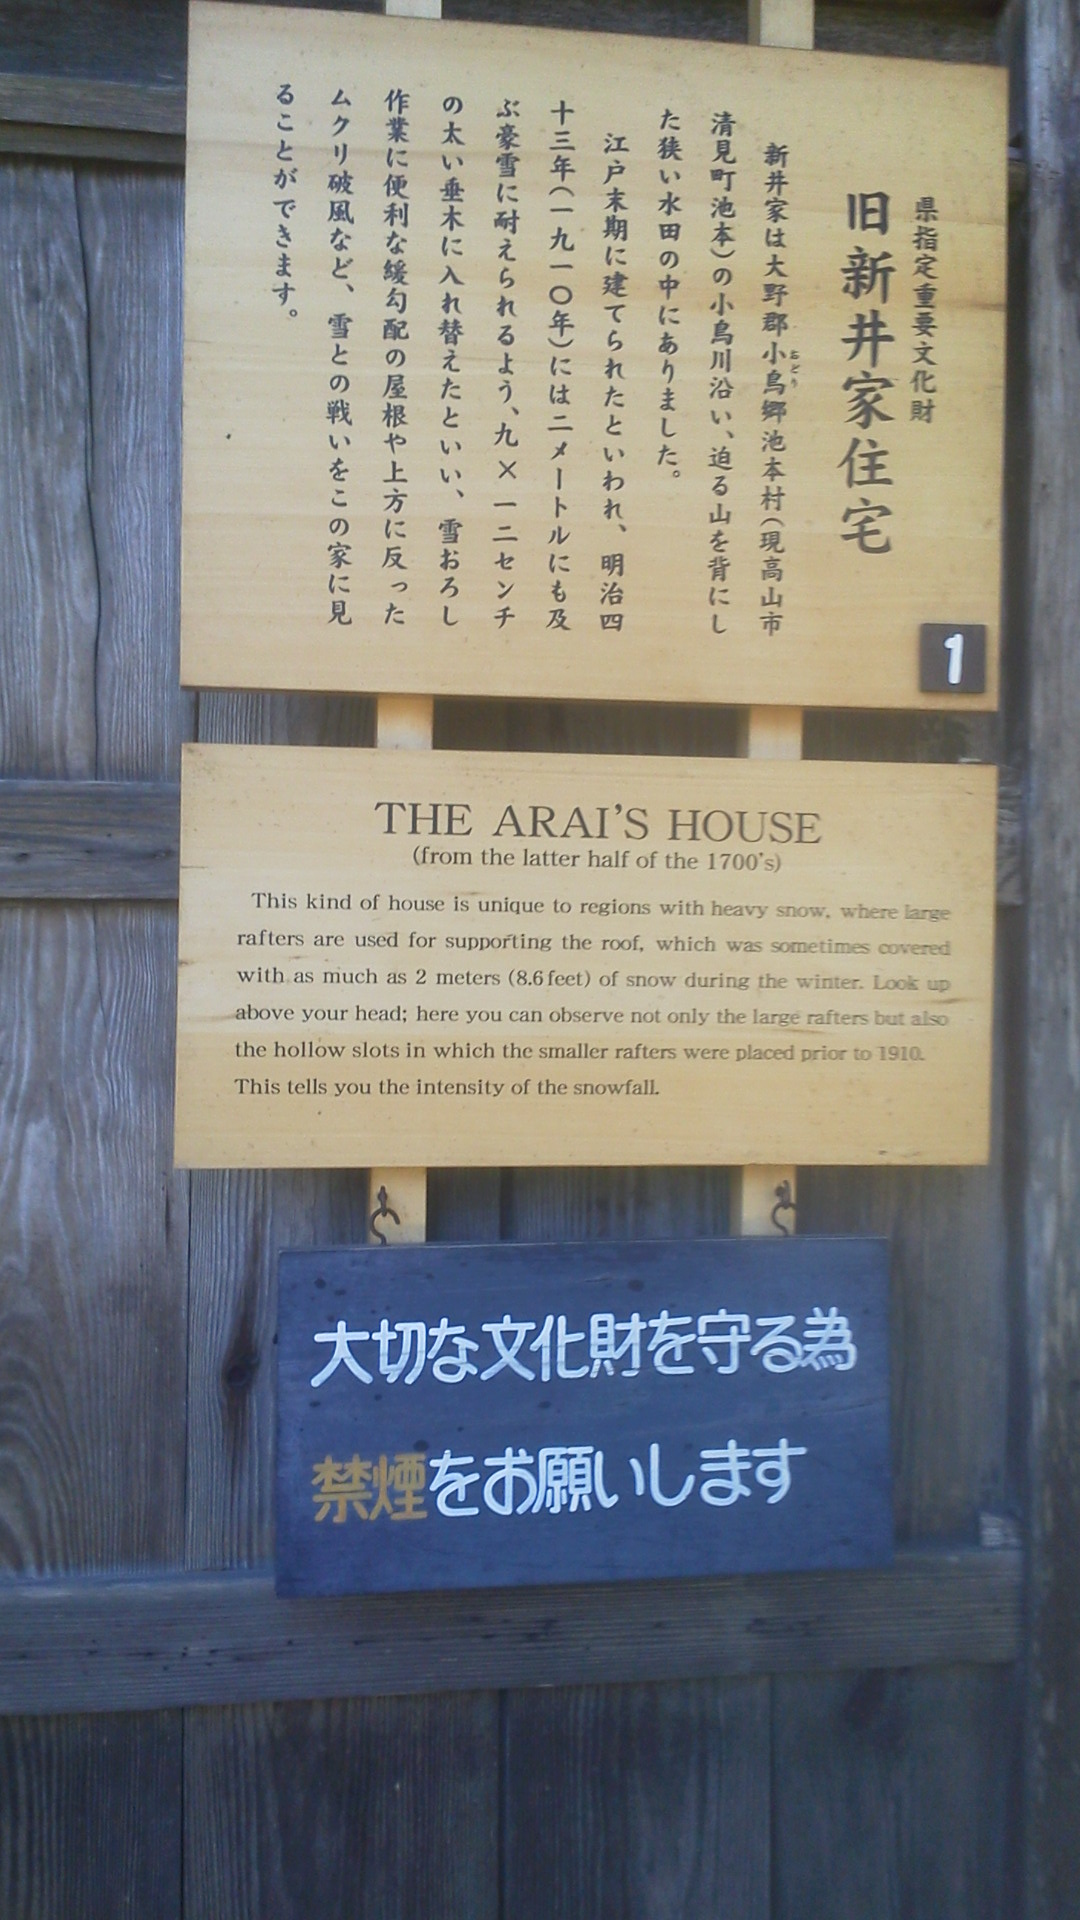 県指定重要文化財
旧新井家住宅
新井家は大野郡小鳥郷池本村(現高山市
おどり
清見町池本)の小鳥川沿い、迫る山を背にし
た狭い水田の中にありました。
江戸末期に建てられたといわれ、明治四
十三年(一九一〇年)には二メートルにも及
ぶ豪雪に耐えられるよう、九×一二センチ
の太い垂木に入れ替えたといい、雪おろし
作業に便利な緩勾配の屋根や上方に反った
ムクリ破風など、雪との戦いをこの家に見
ることができます。
1
THE ARAI'S HOUSE
(from the latter half of the 1700's)
This kind of house is unique to regions with heavy snow, where large
rafters are used for supporting the roof, which was sometimes covered
with as much as 2 meters (8.6feet) of snow during the winter. Look up
above your head; here you can observe not only the large rafters but also
the hollow slots in which the smaller rafters were placed prior to 1910.
This tells you the intensity of the snowfall.
大切な文化財を守る為
禁煙をお願いします